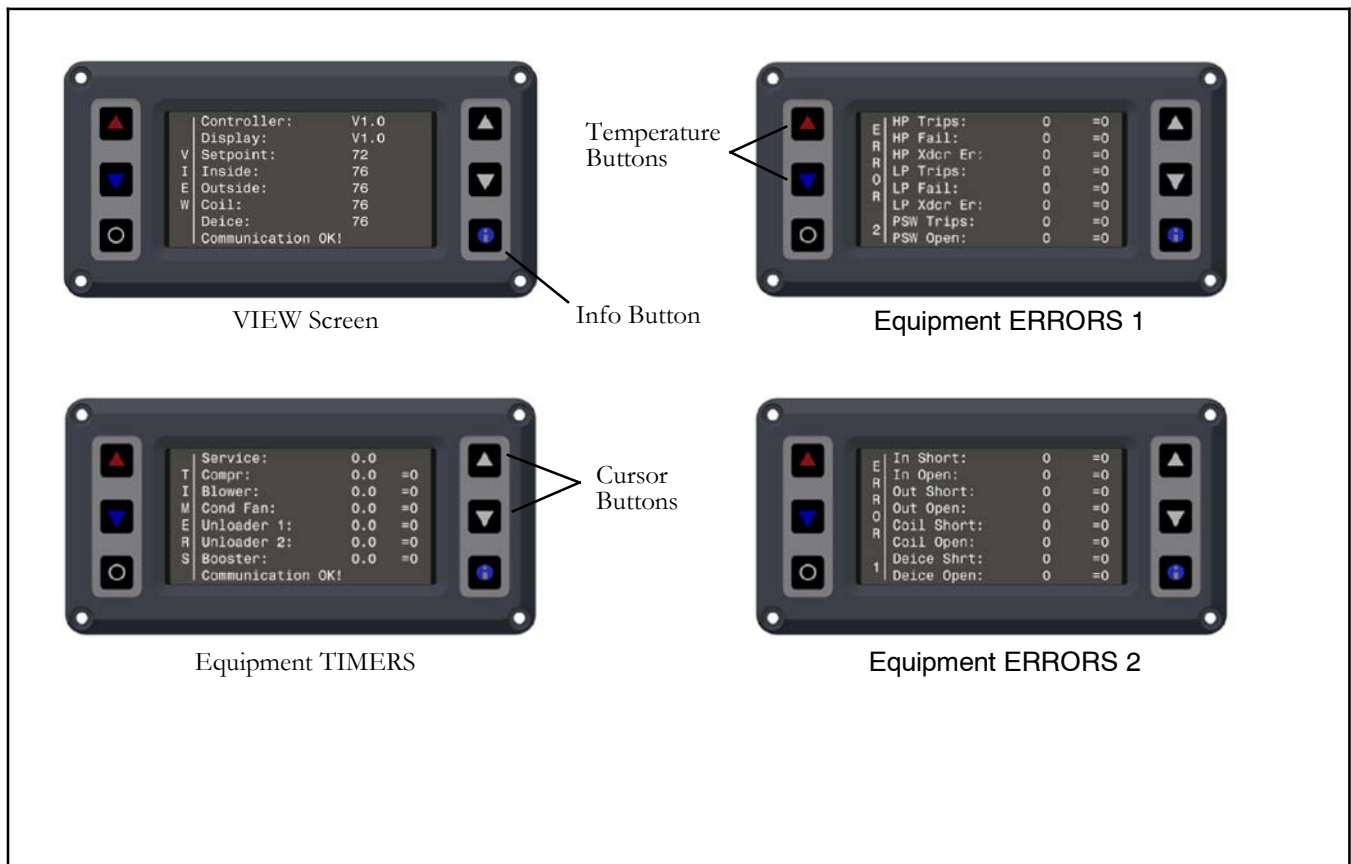 Controller: V1.0
Display: V1.0
Setpoint: 72
Inside: 76
Outside: 76
Coil: 76
Deice: 76
Communication OK!
VIEW
VIEW Screen
Info Button
Temperature
Buttons
HP Trips: 0 =0
HP Fail: 0 =0
HP Xdcr Er: 0 =0
LP Trips: 0 =0
LP Fail: 0 =0
LP Xdcr Er: 0 =0
PSW Trips: 0 =0
PSW Open: 0 =0
ERROR 2
Equipment ERRORS 1
Service: 0.0
Compr: 0.0 =0
Blower: 0.0 =0
Cond Fan: 0.0 =0
Unloader 1: 0.0 =0
Unloader 2: 0.0 =0
Booster: 0.0 =0
Communication OK!
TIMERS
Equipment TIMERS
Cursor
Buttons
In Short: 0 =0
In Open: 0 =0
Out Short: 0 =0
Out Open: 0 =0
Coil Short: 0 =0
Coil Open: 0 =0
Deice Shrt: 0 =0
Deice Open: 0 =0
ERROR 1
Equipment ERRORS 2